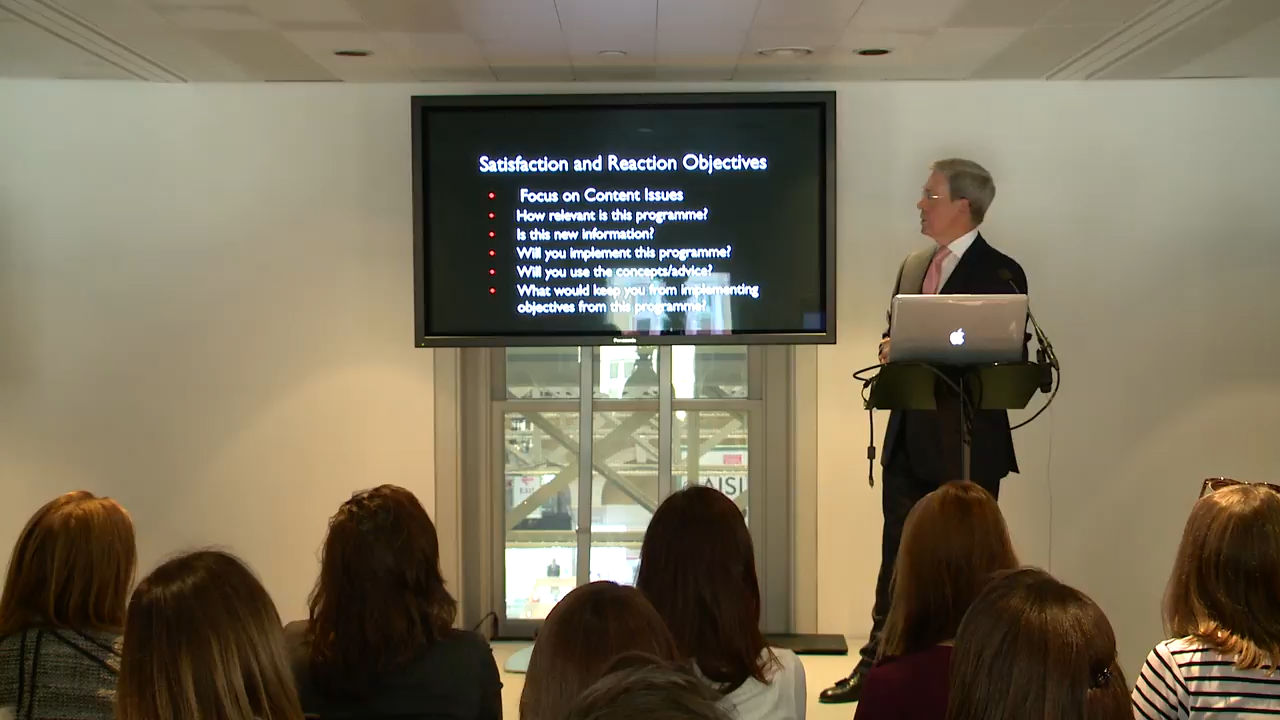 Satisfaction and Reaction Objectives
Focus on Content Issues
How relevant is this programme?
Is this new information?
Will you implement this programme?
Will you use the concepts/advice?
What would keep you from implementing
objectives from this programme?
Panasonic
AISI